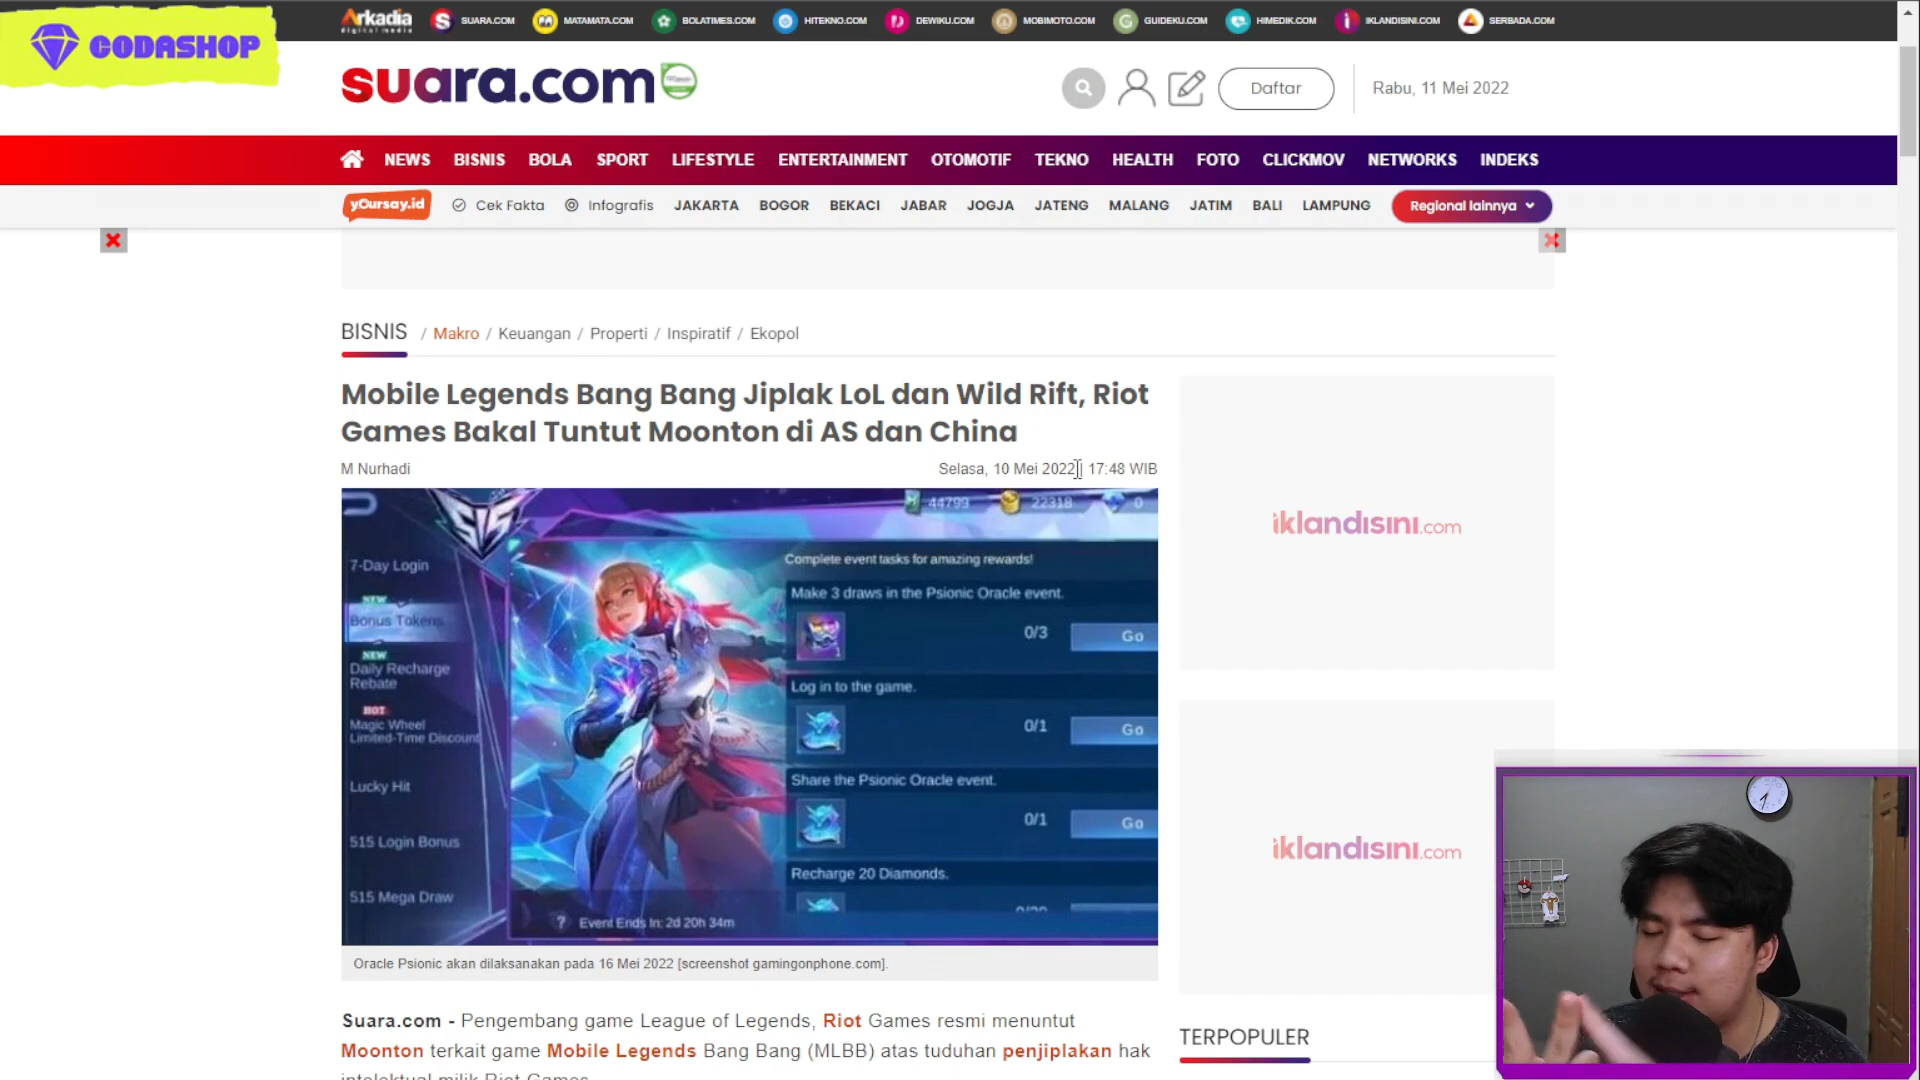 CODASHOP
Arkadia
digital media
SUARA.COM
MATAMATA.COM
BOLATIMES.COM
HITEKNO.COM
DEWIKU.COM
MOBIMOTO.COM
GUIDEKU.COM
HIMEDIK.COM
IKLANDISINI.COM
SERBADA.COM
suara.com
Daftar
Rabu, 11 Mei 2022
NEWS BISNIS BOLA SPORT LIFESTYLE ENTERTAINMENT OTOMOTIF TEKNO HEALTH FOTO CLICKMOV NETWORKS INDEKS
yOursay.id Cek Fakta Infografis JAKARTA BOGOR BEKACI JABAR JOGJA JATENG MALANG JATIM BALI LAMPUNG Regional lainnya
BISNIS / Makro / Keuangan / Properti / Inspiratif / Ekopol
Mobile Legends Bang Bang Jiplak LoL dan Wild Rift, Riot
Games Bakal Tuntut Moonton di AS dan China
M Nurhadi
Selasa, 10 Mei 2022 | 17:48 WIB
44799 22318 0
515
7-Day Login
NEW
Bonus Tokens
NEW
Daily Recharge
Rebate
HOT
Magic Wheel
Limited-Time Discount
Lucky Hit
515 Login Bonus
515 Mega Draw
Complete event tasks for amazing rewards!
Make 3 draws in the Psionic Oracle event.
1
0/3
Go
Log in to the game.
0/1
Go
Share the Psionic Oracle event.
0/1
Go
Recharge 20 Diamonds.
0/20
? Event Ends In: 2d 20h 34m
Oracle Psionic akan dilaksanakan pada 16 Mei 2022 [screenshot gamingonphone.com].
Suara.com - Pengembang game League of Legends, Riot Games resmi menuntut
Moonton terkait game Mobile Legends Bang Bang (MLBB) atas tuduhan penjiplakan hak
intelektual milik Riot Games.
iklandisini.com
iklandisini.com
TERPOPULER